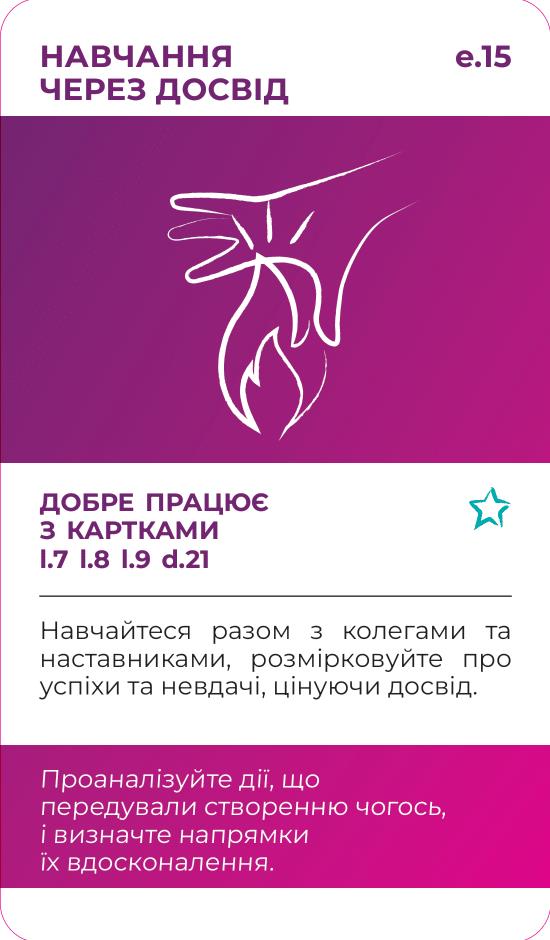 НАВЧАННЯ
ЧЕРЕЗ ДОСВІД
e.15
ДОБРЕ ПРАЦЮЄ
З КАРТКАМИ
l.7 l.8 l.9 d.21
Навчайтеся разом з колегами та
наставниками, розмірковуйте про
успіхи та невдачі, цінуючи досвід.
Проаналізуйте дії, що
передували створенню чогось,
і визначте напрямки
їх вдосконалення.